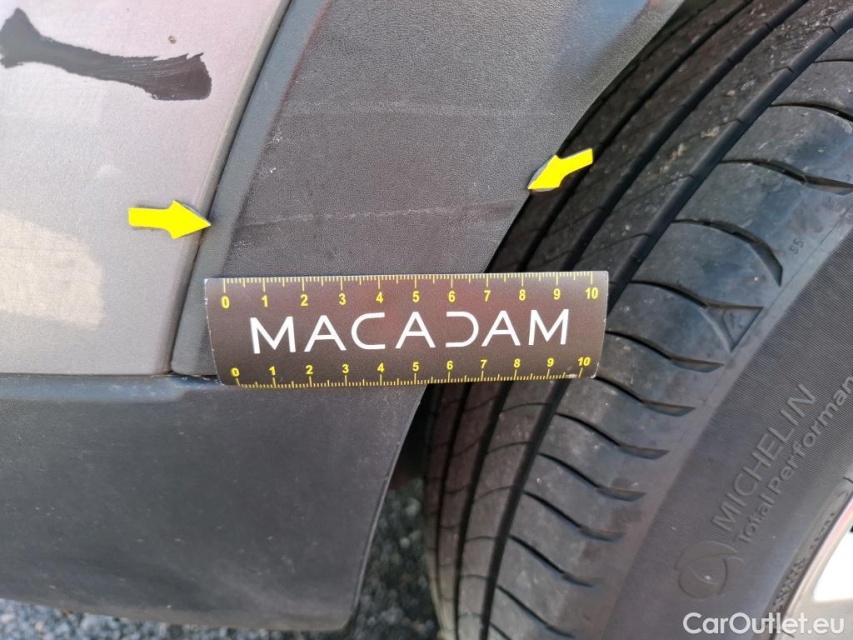 0 1 2 3 4 5 6 7 8 9 10
MACADAM
0 1 2 3 4 5 6 7 8 9 10
MICHELIN
Total Performan
CarOutlet.eu